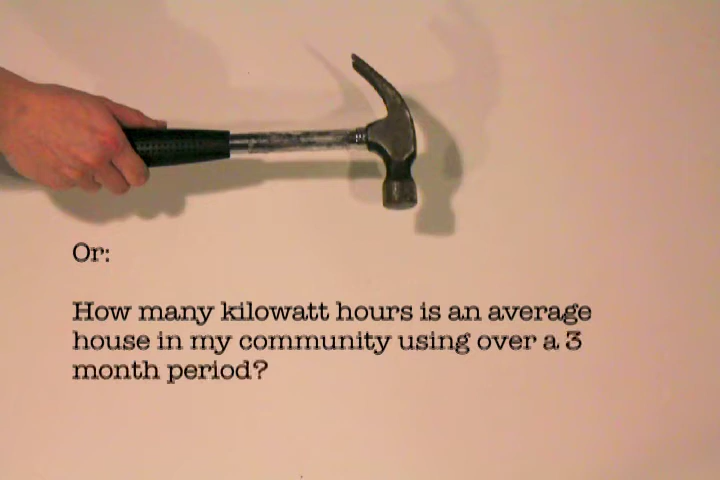 Or:
How many kilowatt hours is an average
house in my community using over a 3
month period?